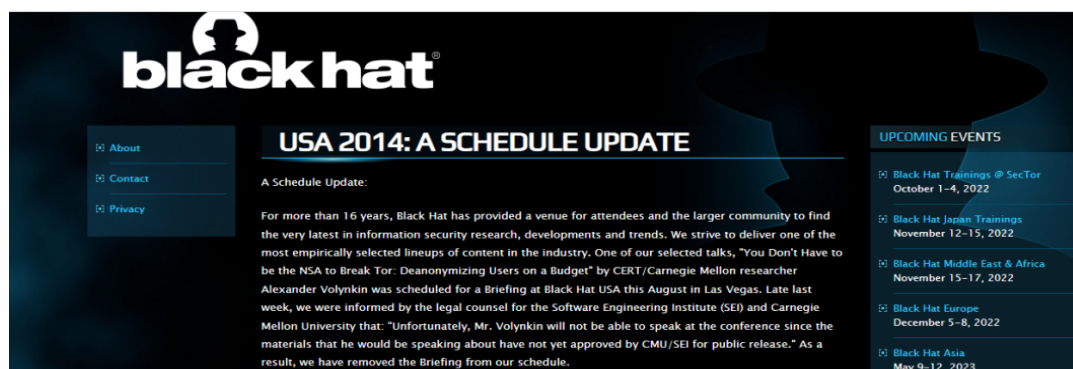 blackhat®
About
Contact
Privacy
USA 2014: A SCHEDULE UPDATE
A Schedule Update:
For more than 16 years, Black Hat has provided a venue for attendees and the larger community to find
the very latest in information security research, developments and trends. We strive to deliver one of the
most empirically selected lineups of content in the industry. One of our selected talks, "You Don't Have to
be the NSA to Break Tor: Deanonymizing Users on a Budget" by CERT/Carnegie Mellon researcher
Alexander Volynkin was scheduled for a Briefing at Black Hat USA this August in Las Vegas. Late last
week, we were informed by the legal counsel for the Software Engineering Institute (SEI) and Carnegie
Mellon University that: "Unfortunately, Mr. Volynkin will not be able to speak at the conference since the
materials that he would be speaking about have not yet approved by CMU/SEI for public release." As a
result, we have removed the Briefing from our schedule.
UPCOMING EVENTS
Black Hat Trainings @ SecTor
October 1-4, 2022
Black Hat Japan Trainings
November 12-15, 2022
Black Hat Middle East & Africa
November 15-17, 2022
Black Hat Europe
December 5-8, 2022
Black Hat Asia
May 9-12, 2023